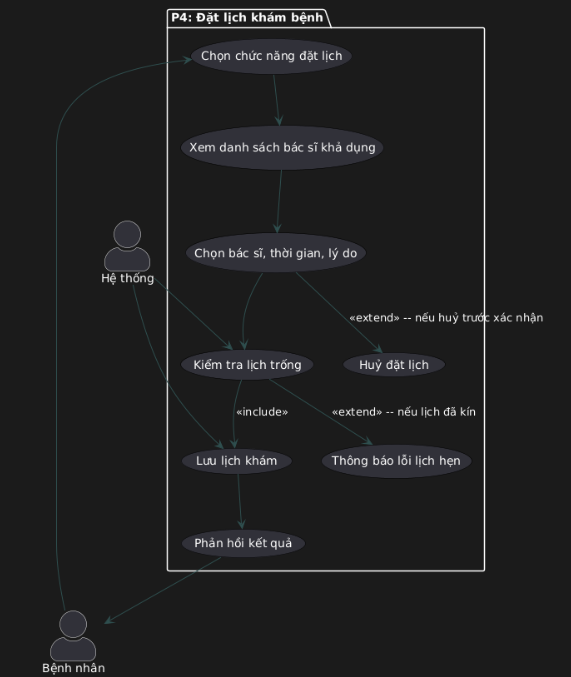 P4: Đặt lịch khám bệnh
Chọn chức năng đặt lịch
Xem danh sách bác sĩ khả dụng
Chọn bác sĩ, thời gian, lý do
Hệ thống
«extend» -- nếu huỷ trước xác nhận
Kiểm tra lịch trống
Huỷ đặt lịch
«include»
«extend» -- nếu lịch đã kín
Lưu lịch khám
Thông báo lỗi lịch hẹn
Phản hồi kết quả
Bệnh nhân